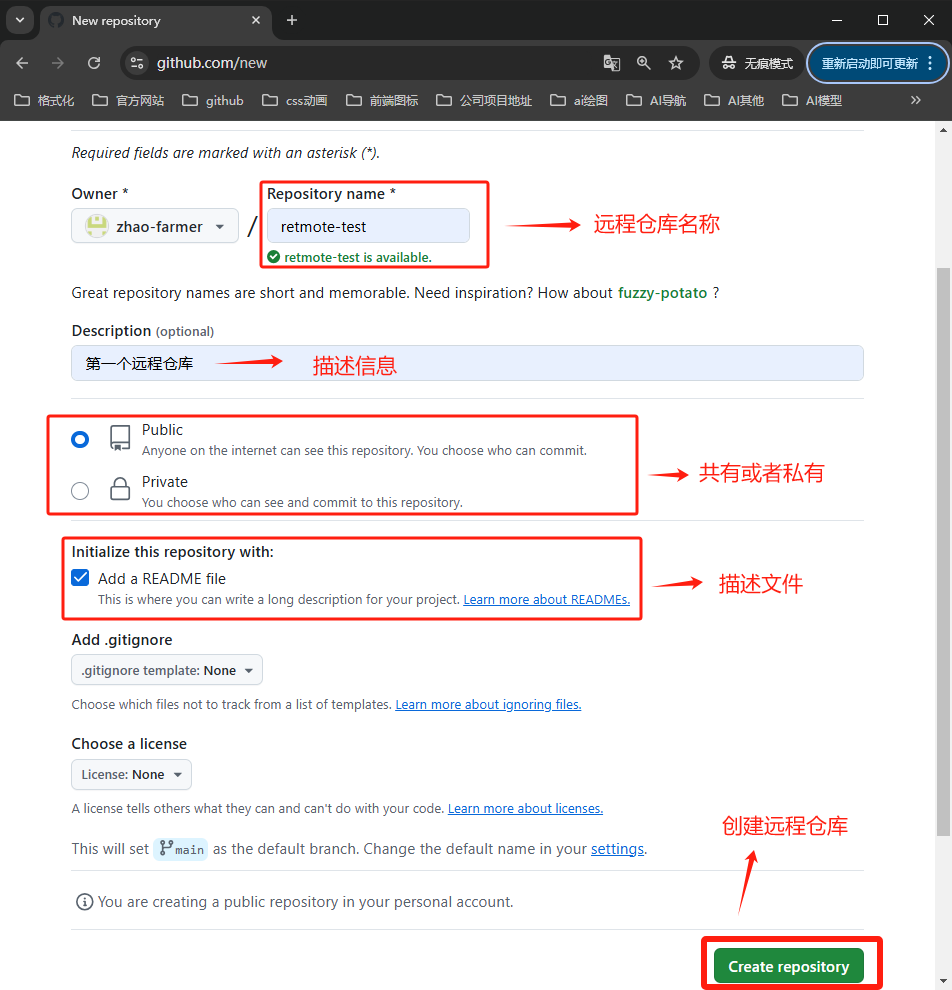 New repository
github.com/new
无痕模式
重新启动即可更新
格式化
官方网站
github
css动画
前端图标
公司项目地址
ai绘图
AI导航
AI其他
AI模型
Required fields are marked with an asterisk (*).
Owner *
Repository name *
zhao-farmer
/
retmote-test
远程仓库名称
retmote-test is available.
Great repository names are short and memorable. Need inspiration? How about fuzzy-potato ?
Description (optional)
第一个远程仓库
描述信息
Public
Anyone on the internet can see this repository. You choose who can commit.
共有或者私有
Private
You choose who can see and commit to this repository.
Initialize this repository with:
Add a README file
描述文件
This is where you can write a long description for your project. Learn more about READMEs.
Add .gitignore
.gitignore template: None
Choose which files not to track from a list of templates. Learn more about ignoring files.
Choose a license
License: None
A license tells others what they can and can't do with your code. Learn more about licenses.
创建远程仓库
This will set main as the default branch. Change the default name in your settings.
You are creating a public repository in your personal account.
Create repository